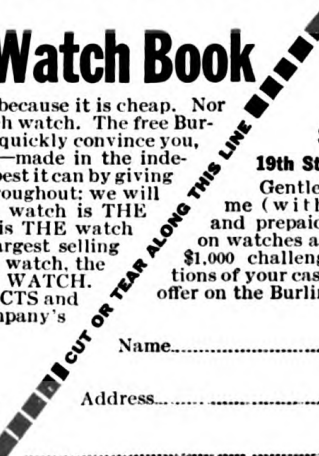 Watch Book
because it is cheap. Nor
h watch. The free Bur-
quickly convince you,
—made in the inde-
best it can by giving
roughout: we will
watch is THE
is THE watch
argest selling
watch, the
WATCH.
CTS and
mpany's
CUT OR TEAR ALONG THIS LINE
19th St
Gentle
me (with
and prepaid
on watches a
$1,000 challeng
tions of your cas
offer on the Burlin
Name
Address